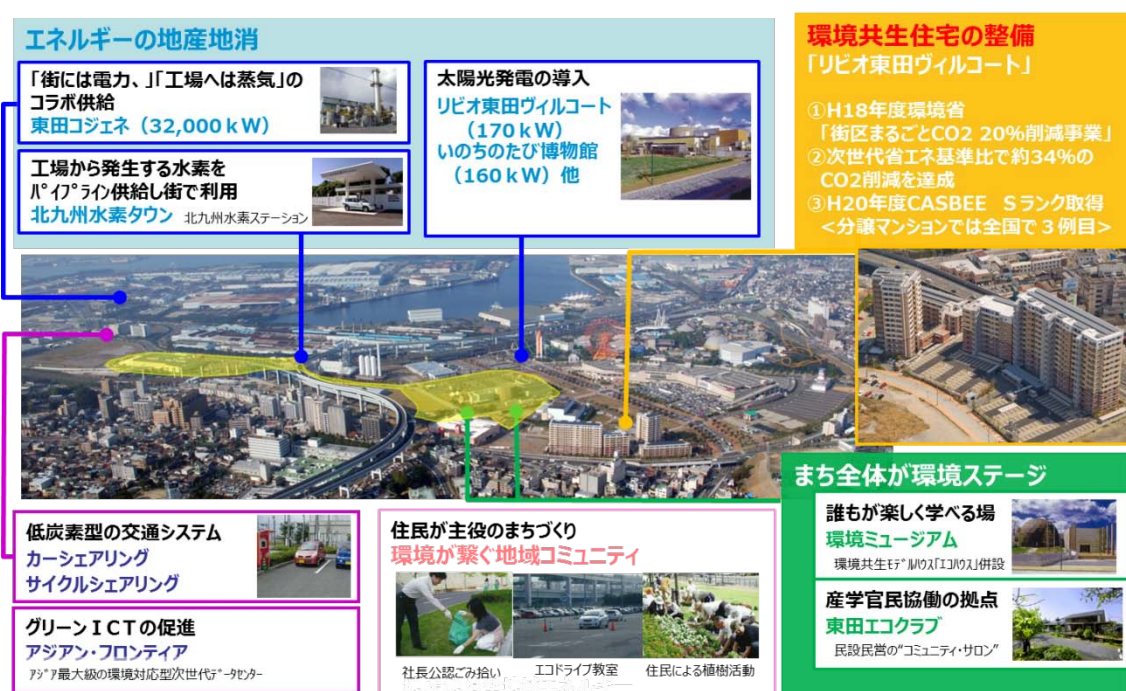 エネルギーの地産地消
「街には電力、」「工場へは蒸気」の
コラボ供給
東田コジェネ（32,000ｋW）
工場から発生する水素を
ﾊﾟｲﾌﾟﾗｲﾝ供給し街で利用
北九州水素タウン 北九州水素ステーション
太陽光発電の導入
リビオ東田ヴィルコート
（170ｋW）
いのちのたび博物館
（160ｋW）他
環境共生住宅の整備
「リビオ東田ヴィルコート」
①H18年度環境省
「街区まるごとCO2 20%削減事業」
②次世代省エネ基準比で約34%の
CO2削減を達成
③H20年度CASBEE Ｓランク取得
<分譲マンションでは全国で３例目>
低炭素型の交通システム
カーシェアリング
サイクルシェアリング
グリーンＩＣＴの促進
アジアン・フロンティア
ｱｼﾞｱ最大級の環境対応型次世代ﾃﾞｰﾀｾﾝﾀｰ
住民が主役のまちづくり
環境が繋ぐ地域コミュニティ
社長公認ごみ拾い
エコドライブ教室
住民による植樹活動
まち全体が環境ステージ
誰もが楽しく学べる場
環境ミュージアム
環境共生ﾓﾃﾞﾙﾊｳｽ「ｴｺﾊｳｽ」併設
産学官民協働の拠点
東田エコクラブ
民設民営の“コミュニティ・サロン”